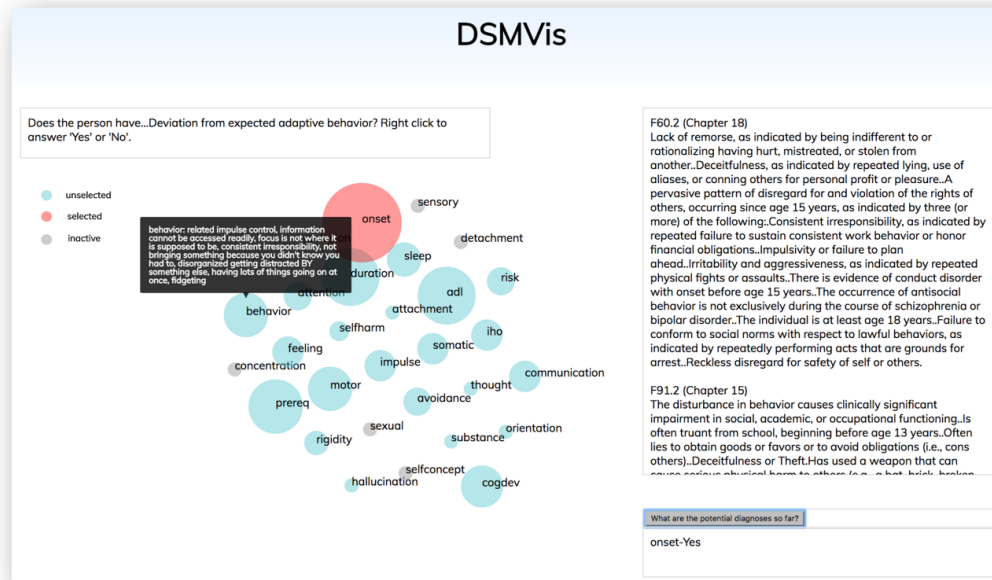 DSMVis
Does the person have...Deviation from expected adaptive behavior? Right click to
answer 'Yes' or 'No'.
unselected
selected
inactive
behavior: related impulse control, information
cannot be accessed readily, focus is not where it
is supposed to be, consistent irresponsibility, not
bringing something because you didn't know you
had to, disorganized getting distracted BY
something else, having lots of things going on at
once, fidgeting
onset
sensory
detachment
sleep
duration
risk
attention
adl
behavior
attachment
selfharm
iho
feeling
somatic
concentration
impulse
communication
motor
thought
prereq
avoidance
sexual
orientation
rigidity
substance
selfconcept
hallucination
cogdev
F60.2 (Chapter 18)
Lack of remorse, as indicated by being indifferent to or
rationalizing having hurt, mistreated, or stolen from
another..Deceitfulness, as indicated by repeated lying, use of
aliases, or conning others for personal profit or pleasure..A
pervasive pattern of disregard for and violation of the rights of
others, occurring since age 15 years, as indicated by three (or
more) of the following:.Consistent irresponsibility, as indicated by
repeated failure to sustain consistent work behavior or honor
financial obligations..Impulsivity or failure to plan
ahead..Irritability and aggressiveness, as indicated by repeated
physical fights or assaults..There is evidence of conduct disorder
with onset before age 15 years..The occurrence of antisocial
behavior is not exclusively during the course of schizophrenia or
bipolar disorder..The individual is at least age 18 years..Failure to
conform to social norms with respect to lawful behaviors, as
indicated by repeatedly performing acts that are grounds for
arrest..Reckless disregard for safety of self or others.
F91.2 (Chapter 15)
The disturbance in behavior causes clinically significant
impairment in social, academic, or occupational functioning..Is
often truant from school, beginning before age 13 years..Often
lies to obtain goods or favors or to avoid obligations (i.e., cons
others)..Deceitfulness or Theft.Has used a weapon that can
cause serious physical harm to others (e.g., a bat, brick, broken
What are the potential diagnoses so far?
onset-Yes